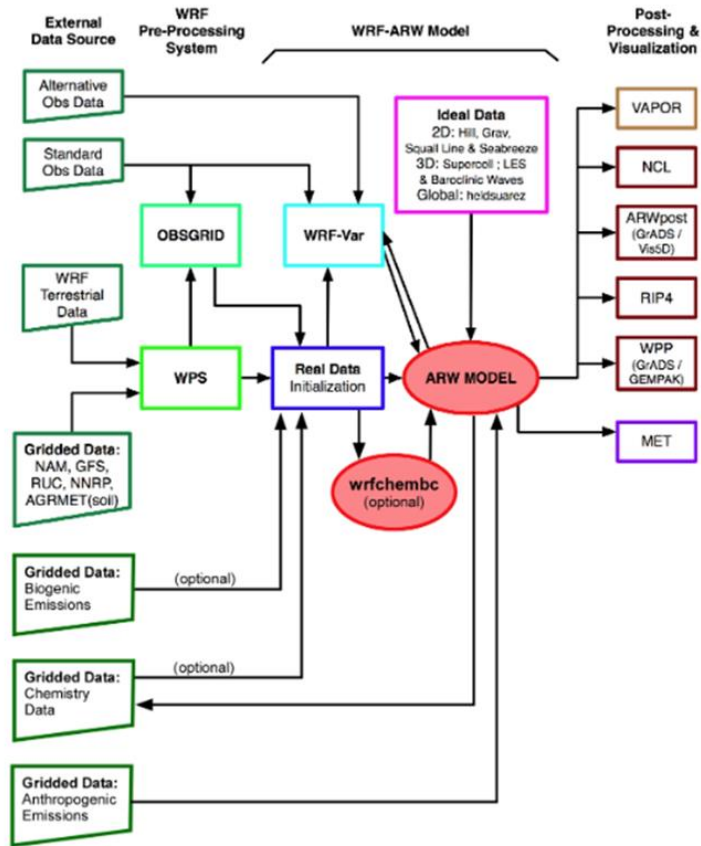 External
Data Source
WRF
Pre-Processing
System
WRF-ARW Model
Post-
Processing &
Visualization
Alternative
Obs Data
Standard
Obs Data
WRF
Terrestrial
Data
Gridded Data:
NAM, GFS,
RUC, NNRP,
AGRMET(soil)
Gridded Data:
Biogenic
Emissions
Gridded Data:
Chemistry
Data
Gridded Data:
Anthropogenic
Emissions
OBSGRID
WPS
(optional)
(optional)
WRF-Var
Real Data
Initialization
Ideal Data
2D: Hill, Grav,
Squall Line & Seabreeze
3D: Supercell ; LES
& Baroclinic Waves
Global: heldsuarez
ARW MODEL
wrfchembc
(optional)
VAPOR
NCL
ARWpost
(GrADS /
Vis5D)
RIP4
WPP
(GrADS /
GEMPAK)
MET